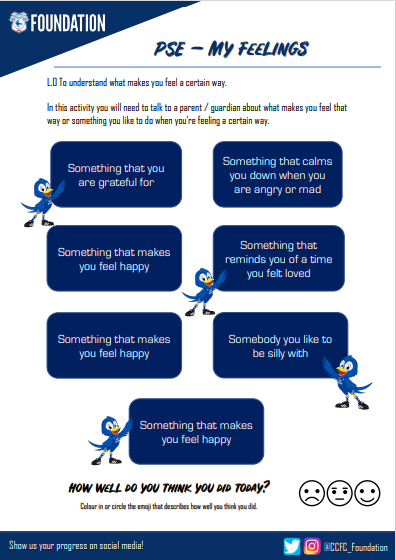 FOUNDATION
PSE – MY FEELINGS
L.O To understand what makes you feel a certain way.
In this activity you will need to talk to a parent / guardian about what makes you feel that
way or something you like to do when you're feeling a certain way.
Something that you
are grateful for
Something that calms
you down when you
are angry or mad
Something that makes
you feel happy
Something that
reminds you of a time
you felt loved
Something that makes
you feel happy
Somebody you like to
be silly with
Something that makes
you feel happy
HOW WELL DO YOU THINK YOU DID TODAY?
Colour in or circle the emoji that describes how well you think you did.
Show us your progress on social media!
@CCFC_Foundation